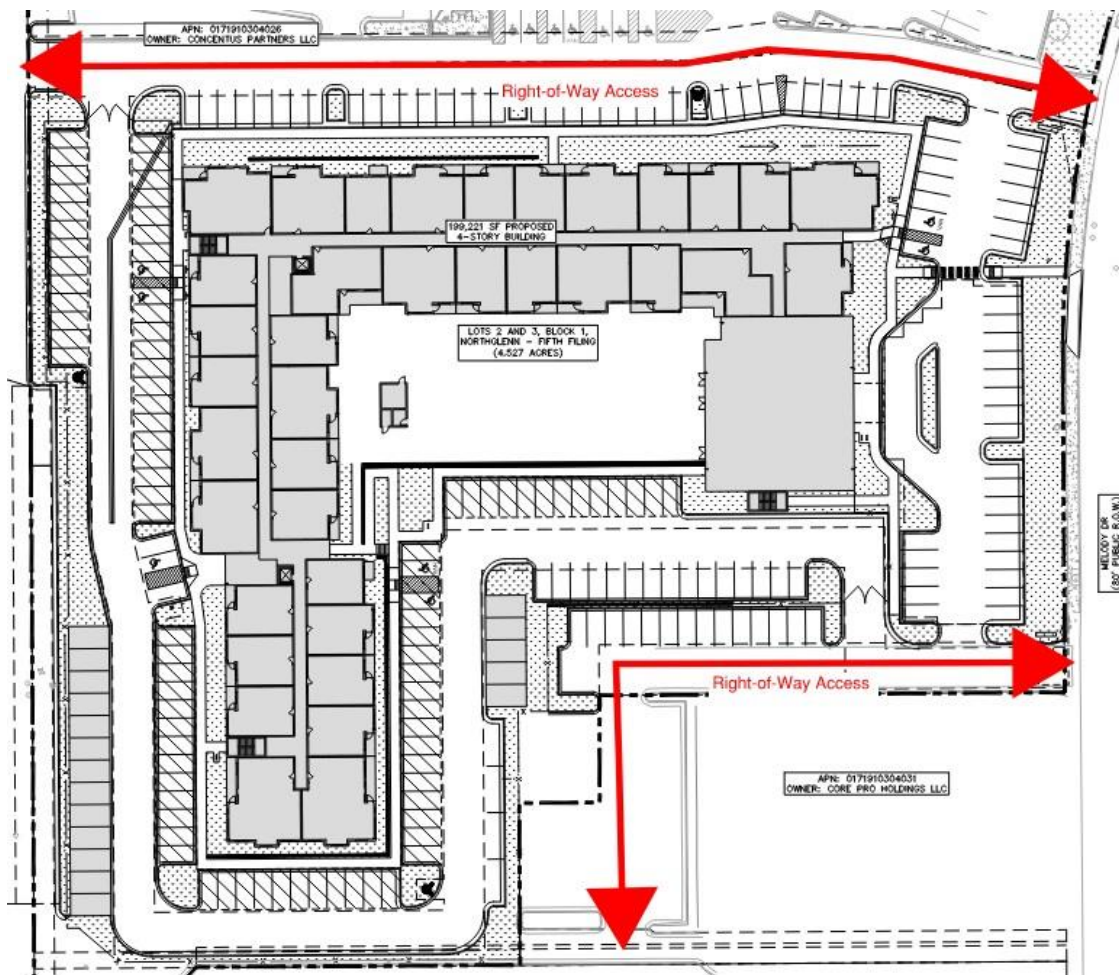 APN: 0171910304026
OWNER: CONCENTUS PARTNERS LLC
Right-of-Way Access
199,221 SF PROPOSED
4-STORY BUILDING
LOTS 2 AND 3, BLOCK 1,
NORTHGLENN - FIFTH FILING
(4.527 ACRES)
MELODY DR
(80' PUBLIC R.O.W.)
Right-of-Way Access
APN: 0171910304031
OWNER: CORE PRO HOLDINGS LLC